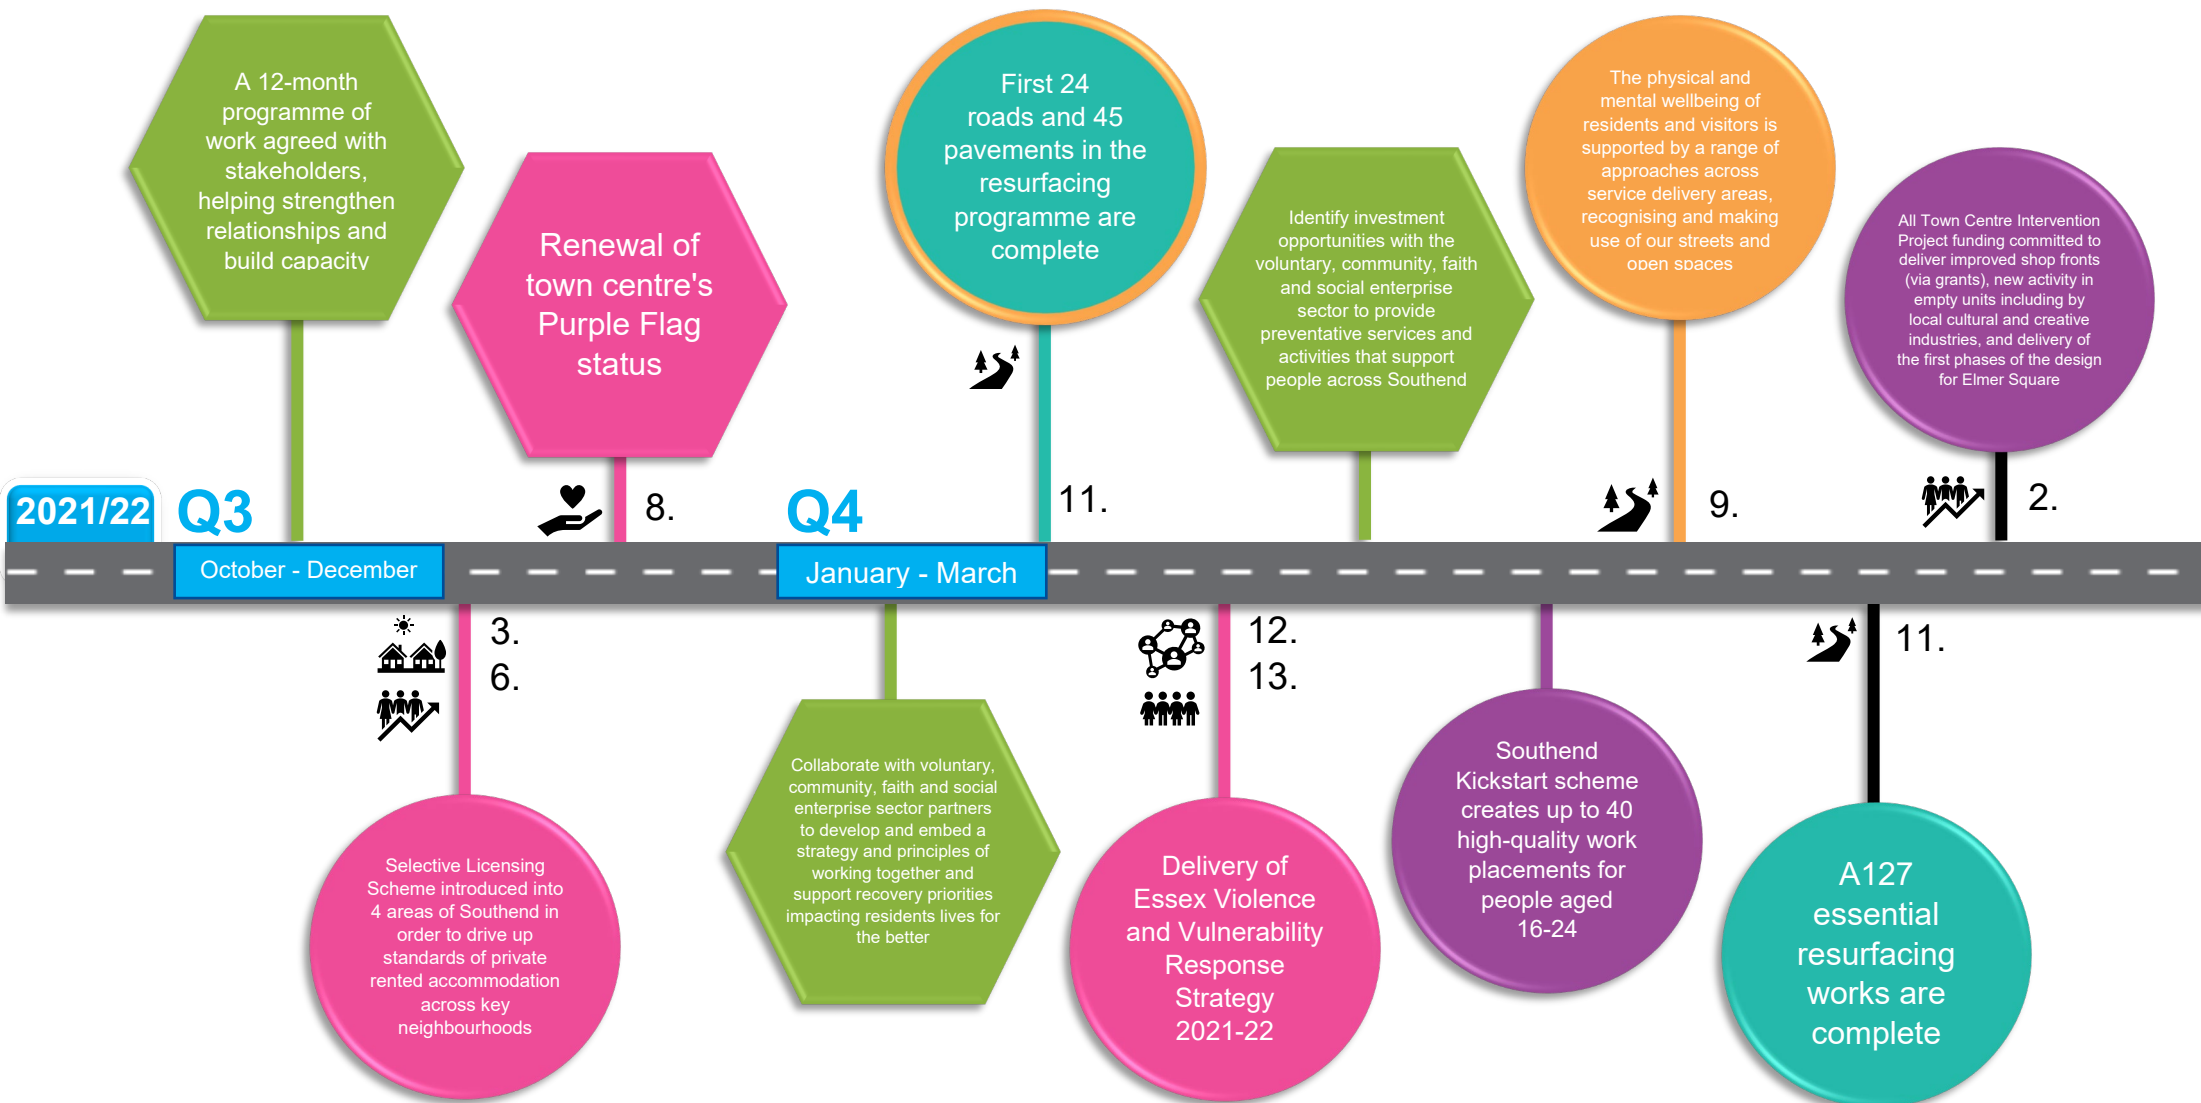 A 12-month
programme of
work agreed with
stakeholders,
helping strengthen
relationships and
build capacity
Renewal of
town centre's
Purple Flag
status
First 24
roads and 45
pavements in the
resurfacing
programme are
complete
Identify investment
opportunities with the
voluntary, community, faith
and social enterprise
sector to provide
preventative services and
activities that support
people across Southend
The physical and
mental wellbeing of
residents and visitors is
supported by a range of
approaches across
service delivery areas,
recognising and making
use of our streets and
open spaces
All Town Centre Intervention
Project funding committed to
deliver improved shop fronts
(via grants), new activity in
empty units including by
local cultural and creative
industries, and delivery of
the first phases of the design
for Elmer Square
2021/22
Q3
8.
Q4
11.
9.
2.
October - December
January - March
3.
6.
12.
13.
11.
Selective Licensing
Scheme introduced into
4 areas of Southend in
order to drive up
standards of private
rented accommodation
across key
neighbourhoods
Collaborate with voluntary,
community, faith and social
enterprise sector partners
to develop and embed a
strategy and principles of
working together and
support recovery priorities
impacting residents lives for
the better
Delivery of
Essex Violence
and Vulnerability
Response
Strategy
2021-22
Southend
Kickstart scheme
creates up to 40
high-quality work
placements for
people aged
16-24
A127
essential
resurfacing
works are
complete